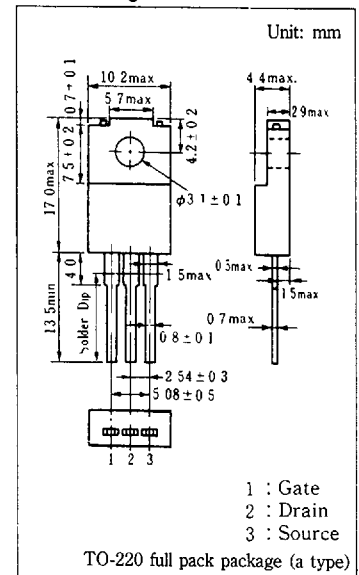 Unit: mm
10.2max
5.7max
4.4max.
2.9max
0.7±0.1
7.5±0.2
17.0max
4.2±0.2
φ3.1±0.1
4.0
13.5min
Solder Dip
1.5max
0.5max
1.5max
0.7max
0.8±0.1
2.54±0.3
5.08±0.5
1 2 3
1 : Gate
2 : Drain
3 : Source
TO-220 full pack package (a type)